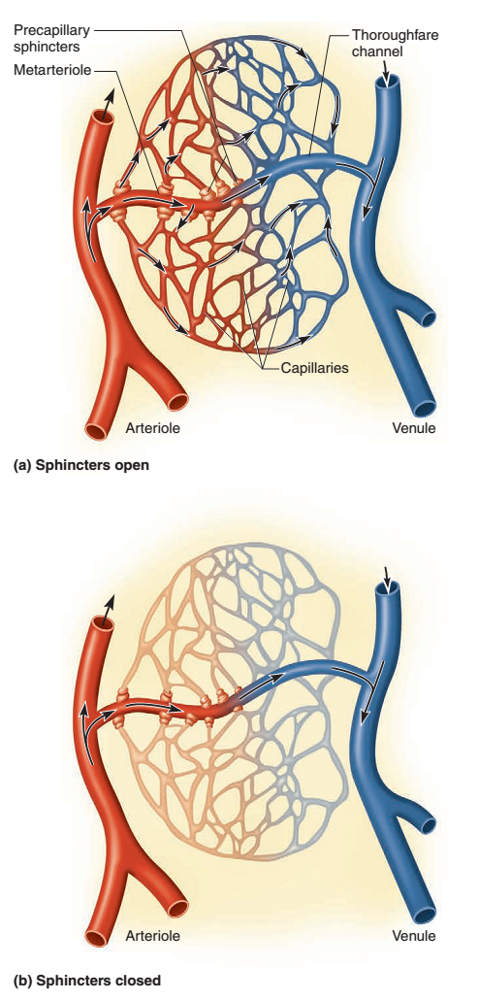 Precapillary
sphincters
Metarteriole
Thoroughfare
channel
Capillaries
Arteriole
Venule
(a) Sphincters open
Arteriole
Venule
(b) Sphincters closed